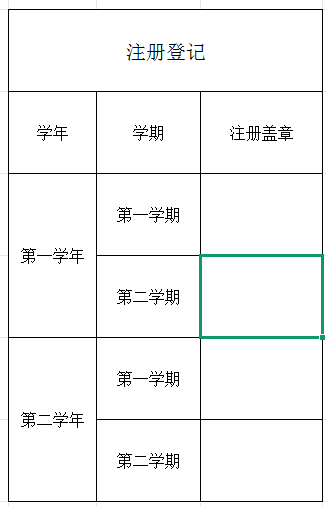 注册登记
学年 学期 注册盖章
第一学年 第一学期
第二学期
第二学年 第一学期
第二学期